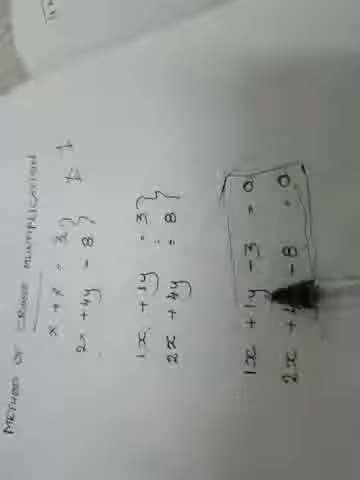 METHOD OF CROSS MULTIPLICATION
x + y = 3 }
2x + 4y = 8 }
1x + 1y = 3 }
2x + 4y = 8 }
1x + 1y - 3 = 0
2x + 4y - 8 = 0